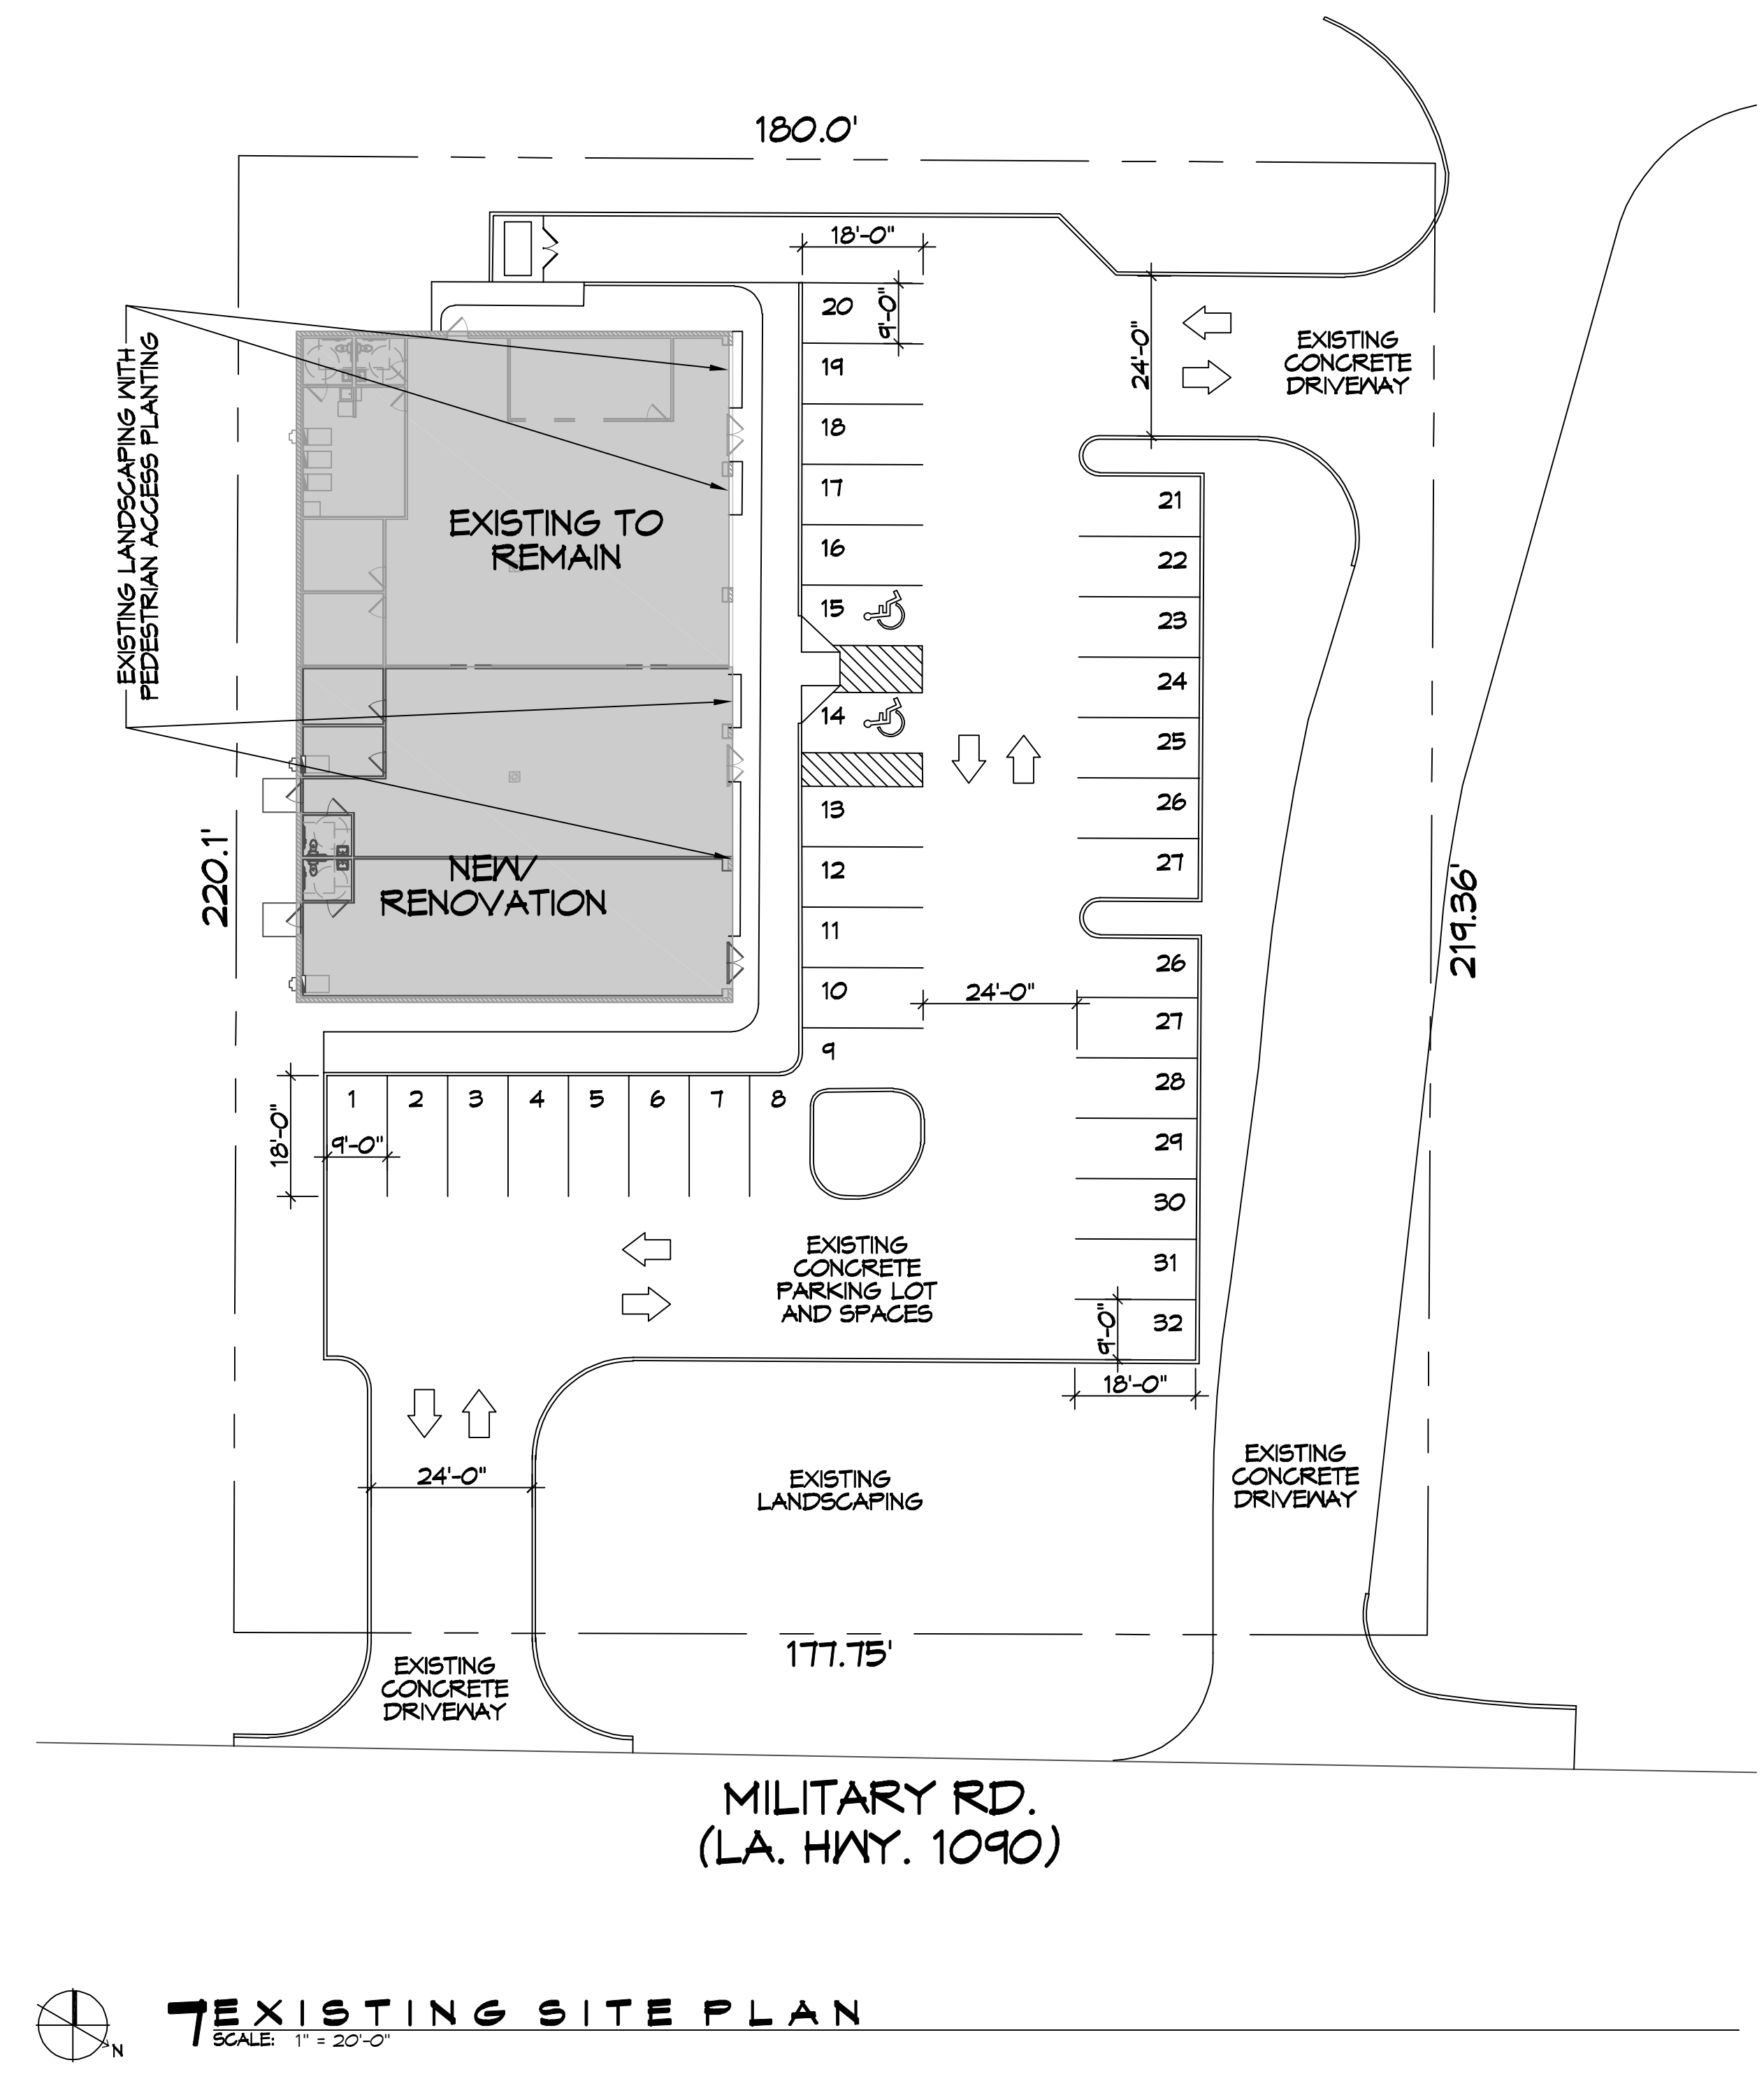 180.0'
18'-0"
20
9'-0"
19
18
17
16
15
14
13
12
11
10
9
24'-0"
EXISTING
CONCRETE
DRIVEWAY
EXISTING LANDSCAPING WITH
PEDESTRIAN ACCESS PLANTING
EXISTING TO
REMAIN
NEW/
RENOVATION
220.1'
219.36'
21
22
23
24
25
26
27
26
27
28
29
30
31
32
24'-0"
1
2
3
4
5
6
7
8
18'-0"
9'-0"
EXISTING
CONCRETE
PARKING LOT
AND SPACES
9'-0"
18'-0"
24'-0"
EXISTING
LANDSCAPING
EXISTING
CONCRETE
DRIVEWAY
177.75'
EXISTING
CONCRETE
DRIVEWAY
MILITARY RD.
(LA. HWY. 1090)
N
7 EXISTING SITE PLAN
SCALE: 1" = 20'-0"